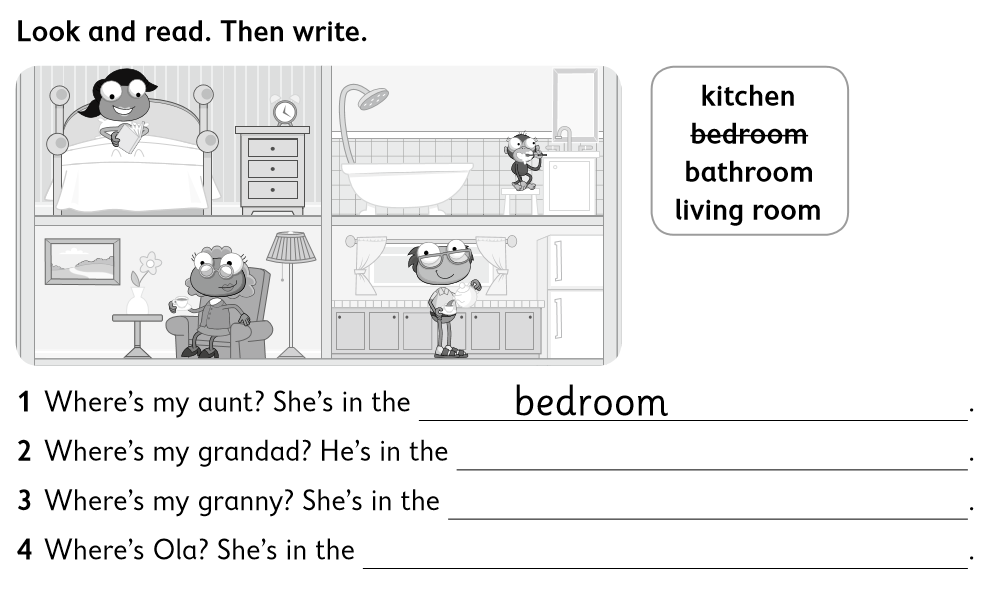 Look and read. Then write.
kitchen
bedroom
bathroom
living room
1 Where's my aunt? She's in the bedroom.
2 Where's my grandad? He's in the .
3 Where's my granny? She's in the .
4 Where's Ola? She's in the .